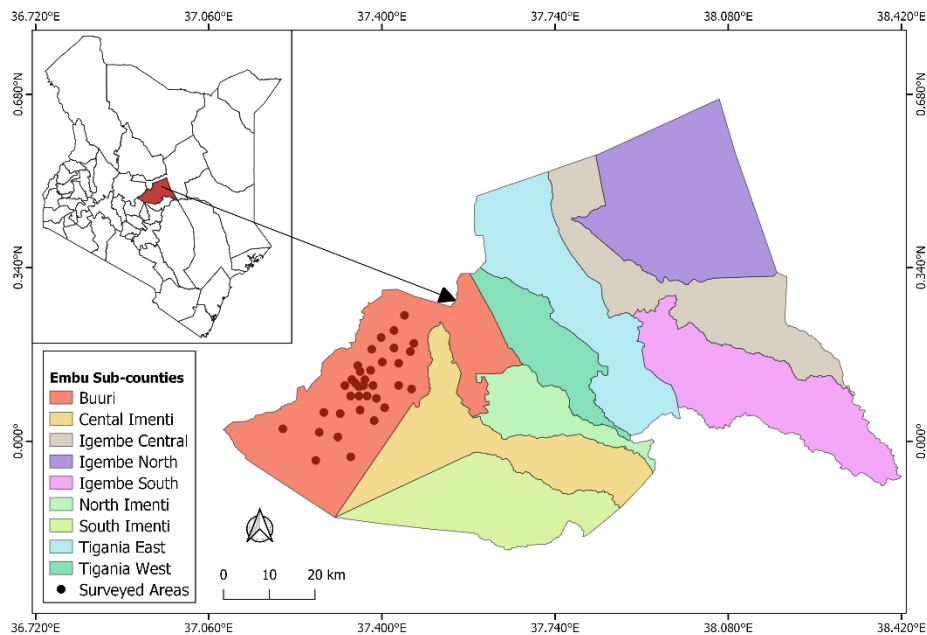 36.720°E 37.060°E 37.400°E 37.740°E 38.080°E 38.420°E
0.680°N 0.680°N
0.340°N 0.340°N
0.000° 0.000°
Embu Sub-counties
Buuri
Cental Imenti
Igembe Central
Igembe North
Igembe South
North Imenti
South Imenti
Tigania East
Tigania West
Surveyed Areas
0 10 20 km
36.720°E 37.060°E 37.400°E 37.740°E 38.080°E 38.420°E